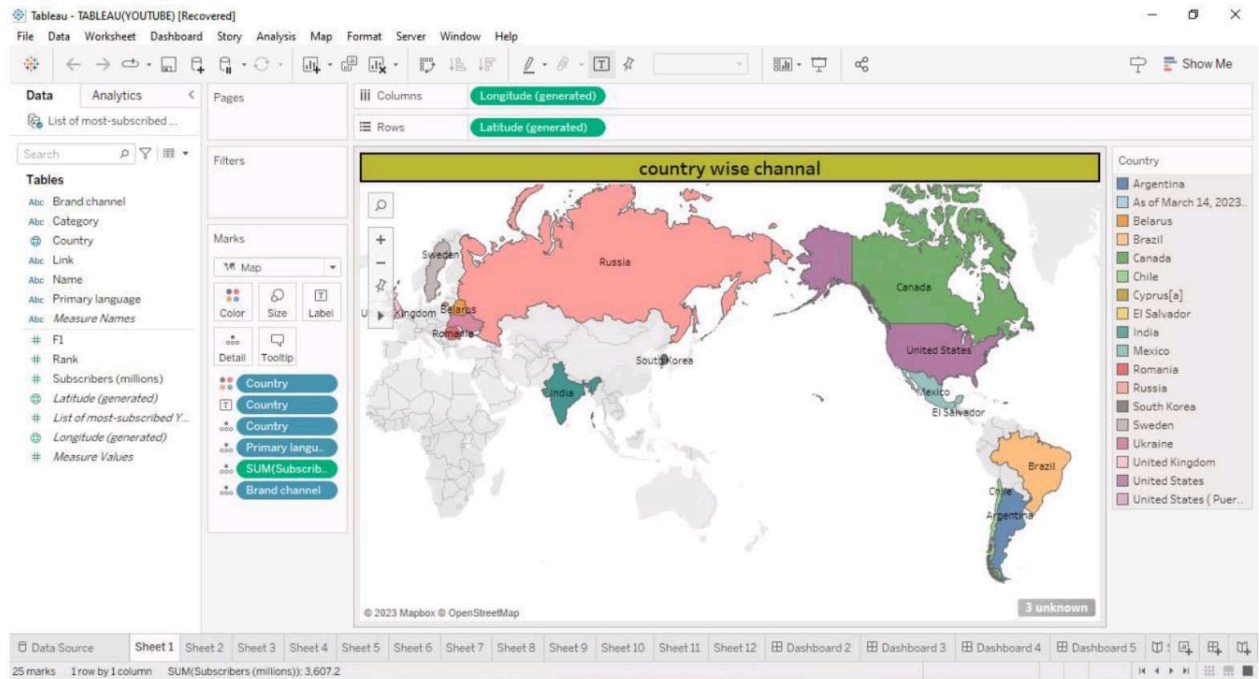 Tableau - TABLEAU(YOUTUBE) [Recovered]
File Data Worksheet Dashboard Story Analysis Map Format Server Window Help
Show Me
Data Analytics
List of most-subscribed ...
Search
Tables
Abc Brand channel
Abc Category
Country
Abc Link
Abc Name
Abc Primary language
Abc Measure Names
# F1
# Rank
# Subscribers (millions)
Latitude (generated)
# List of most-subscribed Y...
Longitude (generated)
# Measure Values
Pages
Filters
Marks
Map
Color Size Label
Detail Tooltip
Country
Country
Country
Primary langu..
SUM(Subscrib..
Brand channel
Columns Longitude (generated)
Rows Latitude (generated)
country wise channal
Sweden
Russia
Canada
Kingdom Belarus
Romania
United States
South Korea
India
Mexico
El Salvador
Brazil
Chile
Argentina
© 2023 Mapbox © OpenStreetMap
3 unknown
Country
Argentina
As of March 14, 2023..
Belarus
Brazil
Canada
Chile
Cyprus[a]
El Salvador
India
Mexico
Romania
Russia
South Korea
Sweden
Ukraine
United Kingdom
United States
United States ( Puer..
Data Source Sheet 1 Sheet 2 Sheet 3 Sheet 4 Sheet 5 Sheet 6 Sheet 7 Sheet 8 Sheet 9 Sheet 10 Sheet 11 Sheet 12 Dashboard 2 Dashboard 3 Dashboard 4 Dashboard 5
25 marks 1 row by 1 column SUM(Subscribers (millions)): 3,607.2